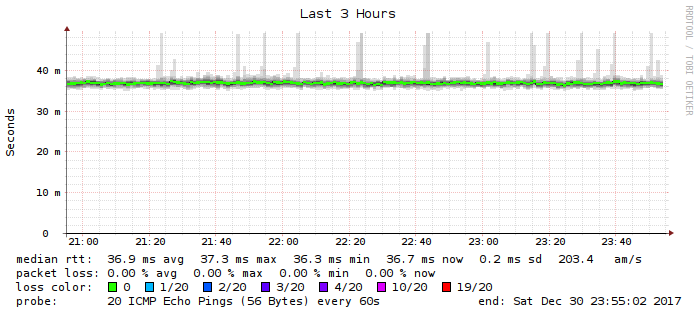 Last 3 Hours
RRDTOOL / TOBI OETIKER
Seconds
40 m
30 m
20 m
10 m
0
21:00 21:20 21:40 22:00 22:20 22:40 23:00 23:20 23:40
median rtt: 36.9 ms avg 37.3 ms max 36.3 ms min 36.7 ms now 0.2 ms sd 203.4 am/s
packet loss: 0.00 % avg 0.00 % max 0.00 % min 0.00 % now
loss color: 0 1/20 2/20 3/20 4/20 10/20 19/20
probe: 20 ICMP Echo Pings (56 Bytes) every 60s end: Sat Dec 30 23:55:02 2017